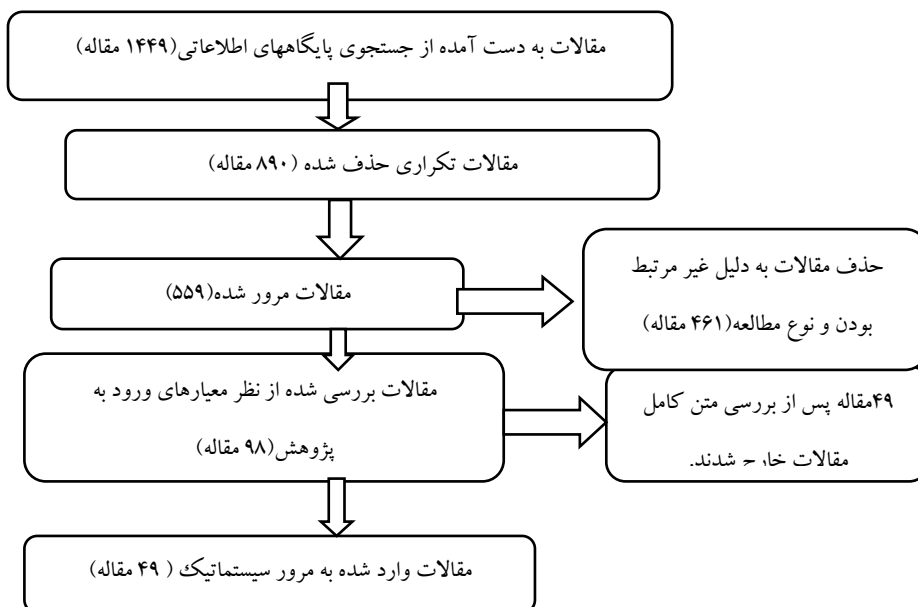 مقالات به دست آمده از جستجوی پایگاههای اطلاعاتی(۱۴۴۹ مقاله)
مقالات تکراری حذف شده (۸۹۰ مقاله)
مقالات مرور شده(۵۵۹)
حذف مقالات به دلیل غیر مرتبط
بودن و نوع مطالعه(۴۶۱ مقاله)
مقالات بررسی شده از نظر معیارهای ورود به
پژوهش(۹۸ مقاله)
۴۹مقاله پس از بررسی متن کامل
مقالات خارج شدند.
مقالات وارد شده به مرور سیستماتیک ( ۴۹ مقاله)